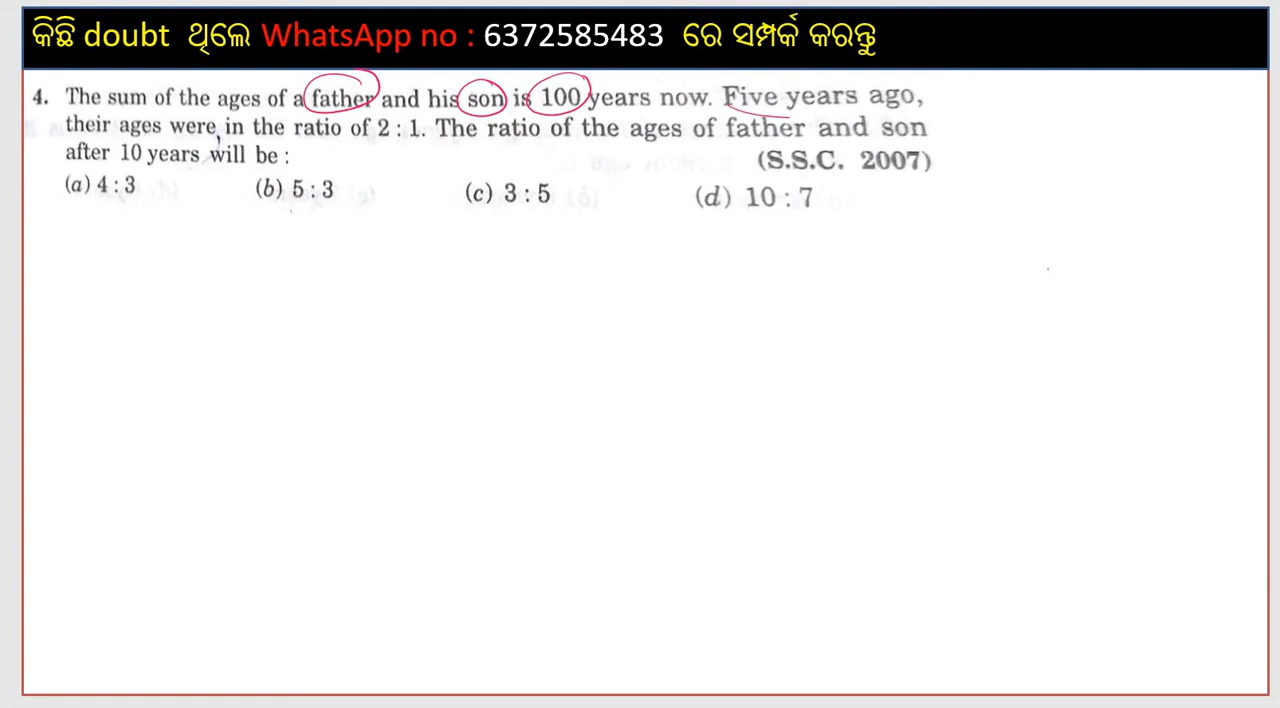 କିଛି doubt ଥିଲେ WhatsApp no : 6372585483 ରେ ସମ୍ପର୍କ କରନ୍ତୁ
4. The sum of the ages of a father and his son is 100 years now. Five years ago,
their ages were in the ratio of 2 : 1. The ratio of the ages of father and son
after 10 years will be : (S.S.C. 2007)
(a) 4 : 3 (b) 5 : 3 (c) 3 : 5 (d) 10 : 7